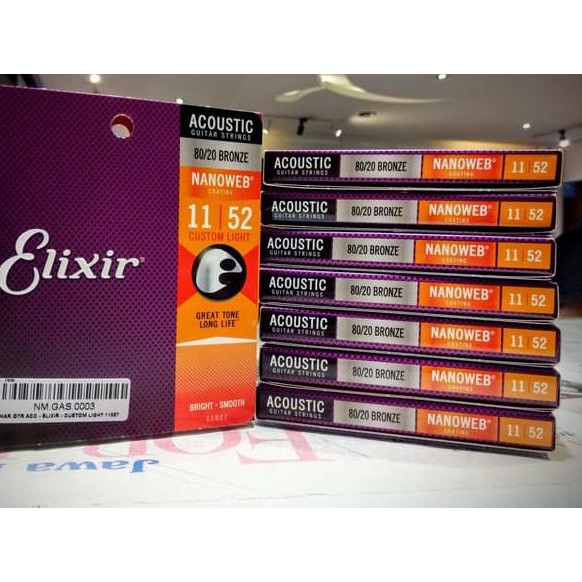 ACOUSTIC
GUITAR STRINGS
80/20 BRONZE
NANOWEB®
COATING
11 | 52
CUSTOM LIGHT
Elixir®
GREAT TONE
LONG LIFE
BRIGHT - SMOOTH
11027
NM GAS 0003
ACOUSTIC 80/20 BRONZE NANOWEB® 11 52
GUITAR STRINGS COATING
ACOUSTIC 80/20 BRONZE NANOWEB® 11 52
GUITAR STRINGS COATING
ACOUSTIC 80/20 BRONZE NANOWEB® 11 52
GUITAR STRINGS COATING
ACOUSTIC 80/20 BRONZE NANOWEB® 11 52
GUITAR STRINGS COATING
ACOUSTIC 80/20 BRONZE NANOWEB® 11 52
GUITAR STRINGS COATING
ACOUSTIC 80/20 BRONZE NANOWEB® 11 52
GUITAR STRINGS COATING
ACOUSTIC 80/20 BRONZE NANOWEB® 11 52
GUITAR STRINGS COATING
Jawa